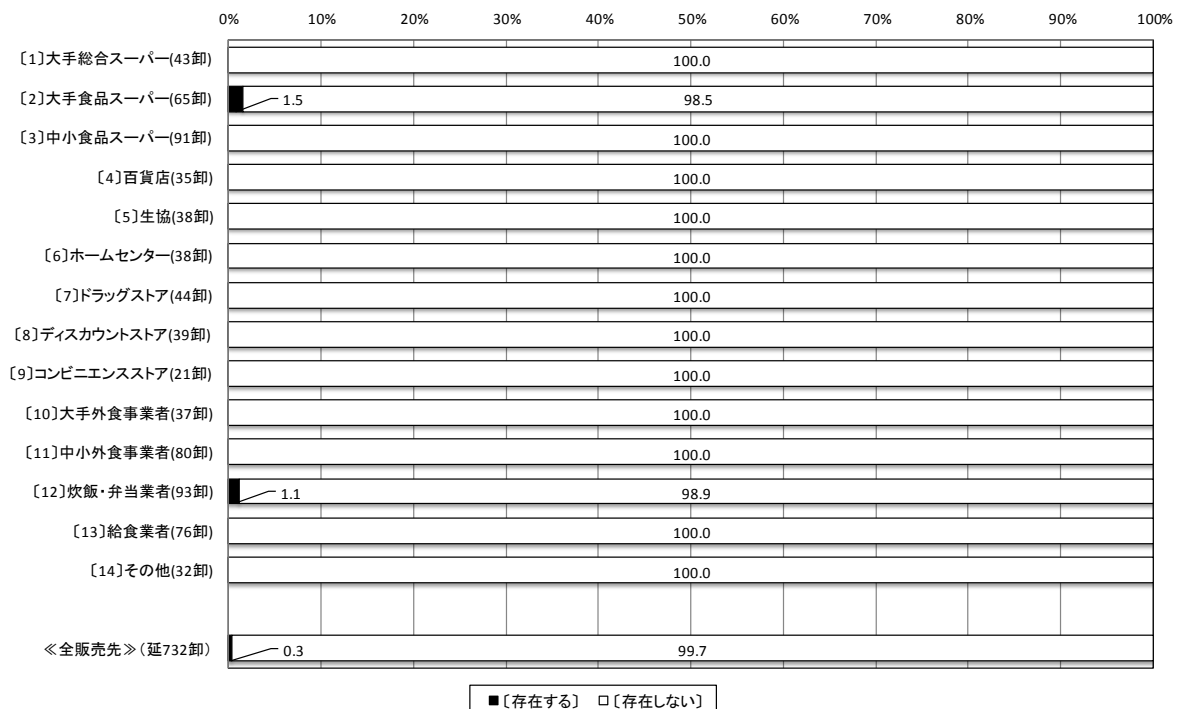 0% 10% 20% 30% 40% 50% 60% 70% 80% 90% 100%
〔1〕大手総合スーパー(43卸) 100.0
〔2〕大手食品スーパー(65卸) 1.5 98.5
〔3〕中小食品スーパー(91卸) 100.0
〔4〕百貨店(35卸) 100.0
〔5〕生協(38卸) 100.0
〔6〕ホームセンター(38卸) 100.0
〔7〕ドラッグストア(44卸) 100.0
〔8〕ディスカウントストア(39卸) 100.0
〔9〕コンビニエンスストア(21卸) 100.0
〔10〕大手外食事業者(37卸) 100.0
〔11〕中小外食事業者(80卸) 100.0
〔12〕炊飯・弁当業者(93卸) 1.1 98.9
〔13〕給食業者(76卸) 100.0
〔14〕その他(32卸) 100.0
≪全販売先≫(延732卸) 0.3 99.7
■〔存在する〕 □〔存在しない〕